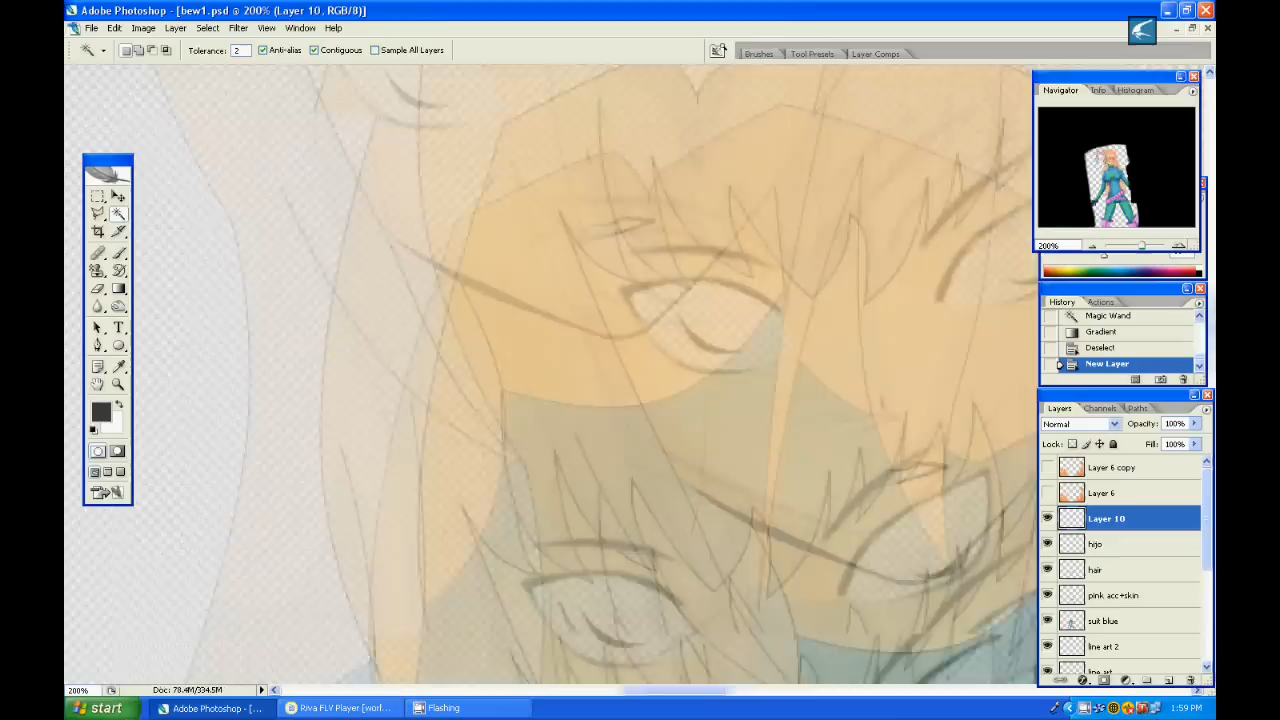 Adobe Photoshop - [bew1.psd @ 200% (Layer 10, RGB/8)]
File Edit Image Layer Select Filter View Window Help
Tolerance: 2 Anti-alias Contiguous Sample All Layers
Brushes Tool Presets Layer Comps
Navigator Info Histogram
200%
History Actions
Magic Wand
Gradient
Deselect
New Layer
Layers Channels Paths
Normal Opacity: 100%
Lock: Fill: 100%
Layer 6 copy
Layer 6
Layer 10
hijo
hair
pink acc+skin
suit blue
line art 2
line art
200% Doc: 78.4M/334.5M
start Adobe Photoshop - [... Riva FLV Player [worl... Flashing 1:59 PM